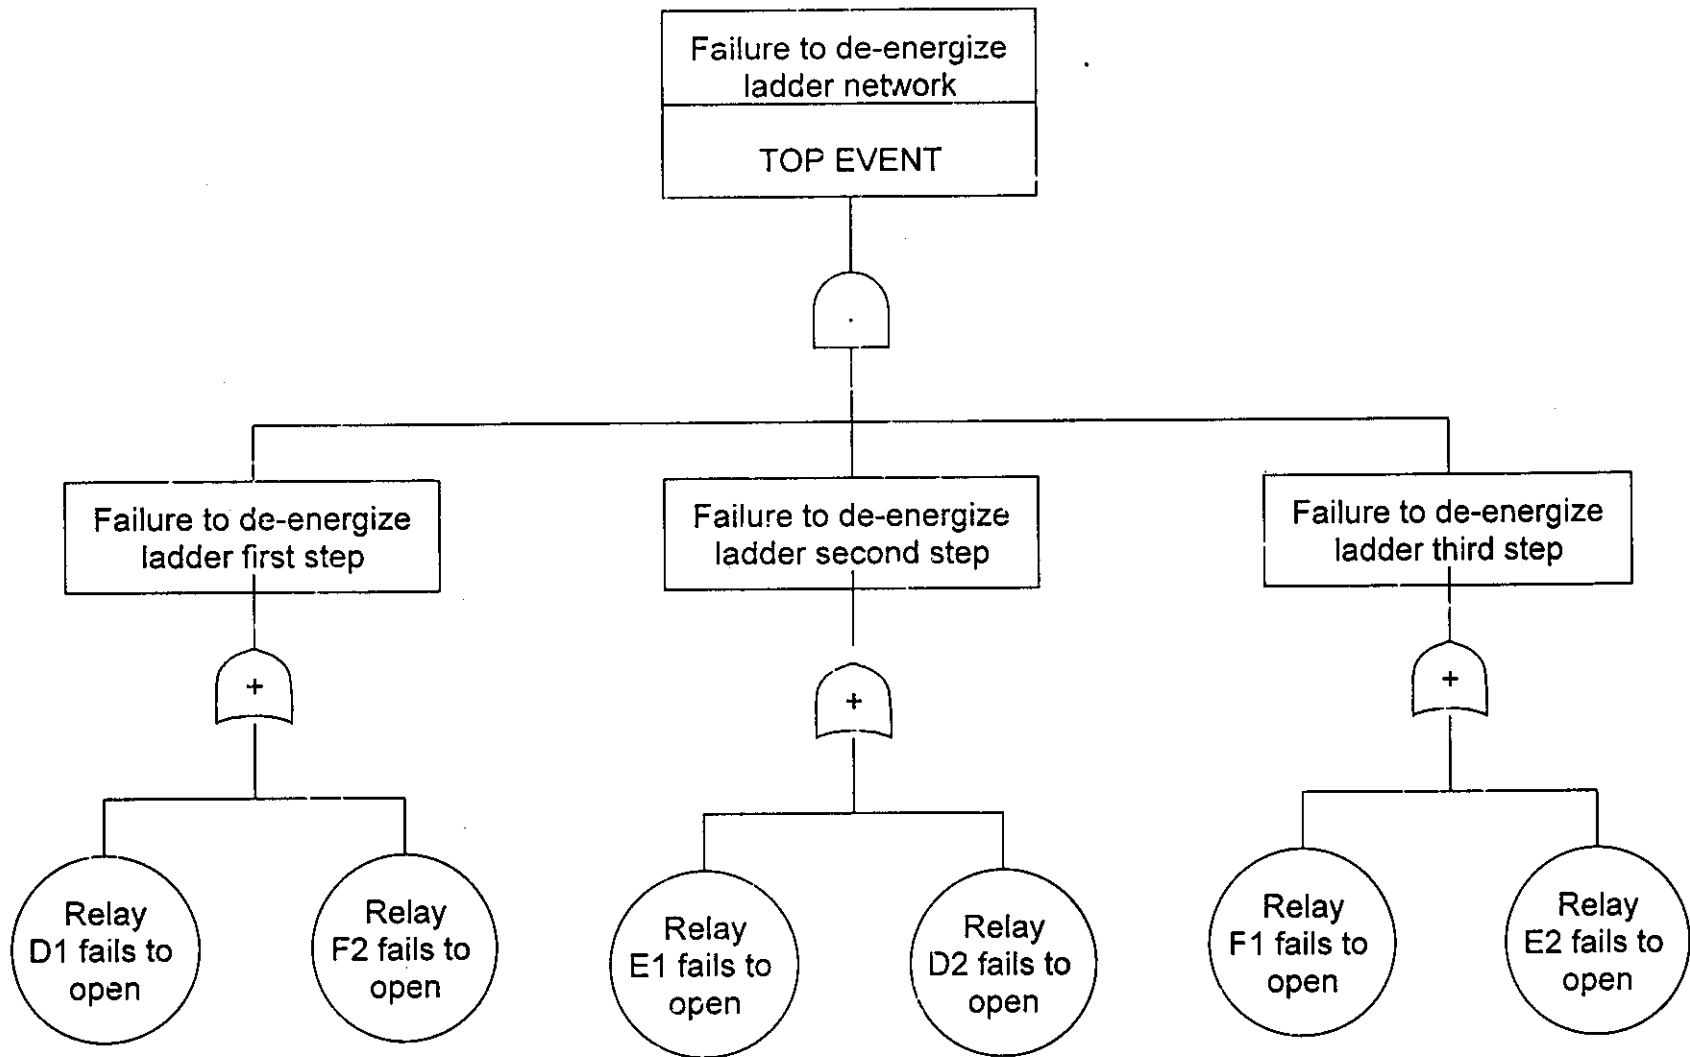 Failure to de-energize
ladder network
TOP EVENT
.
Failure to de-energize
ladder first step
Failure to de-energize
ladder second step
Failure to de-energize
ladder third step
+
+
+
Relay
D1 fails to
open
Relay
F2 fails to
open
Relay
E1 fails to
open
Relay
D2 fails to
open
Relay
F1 fails to
open
Relay
E2 fails to
open